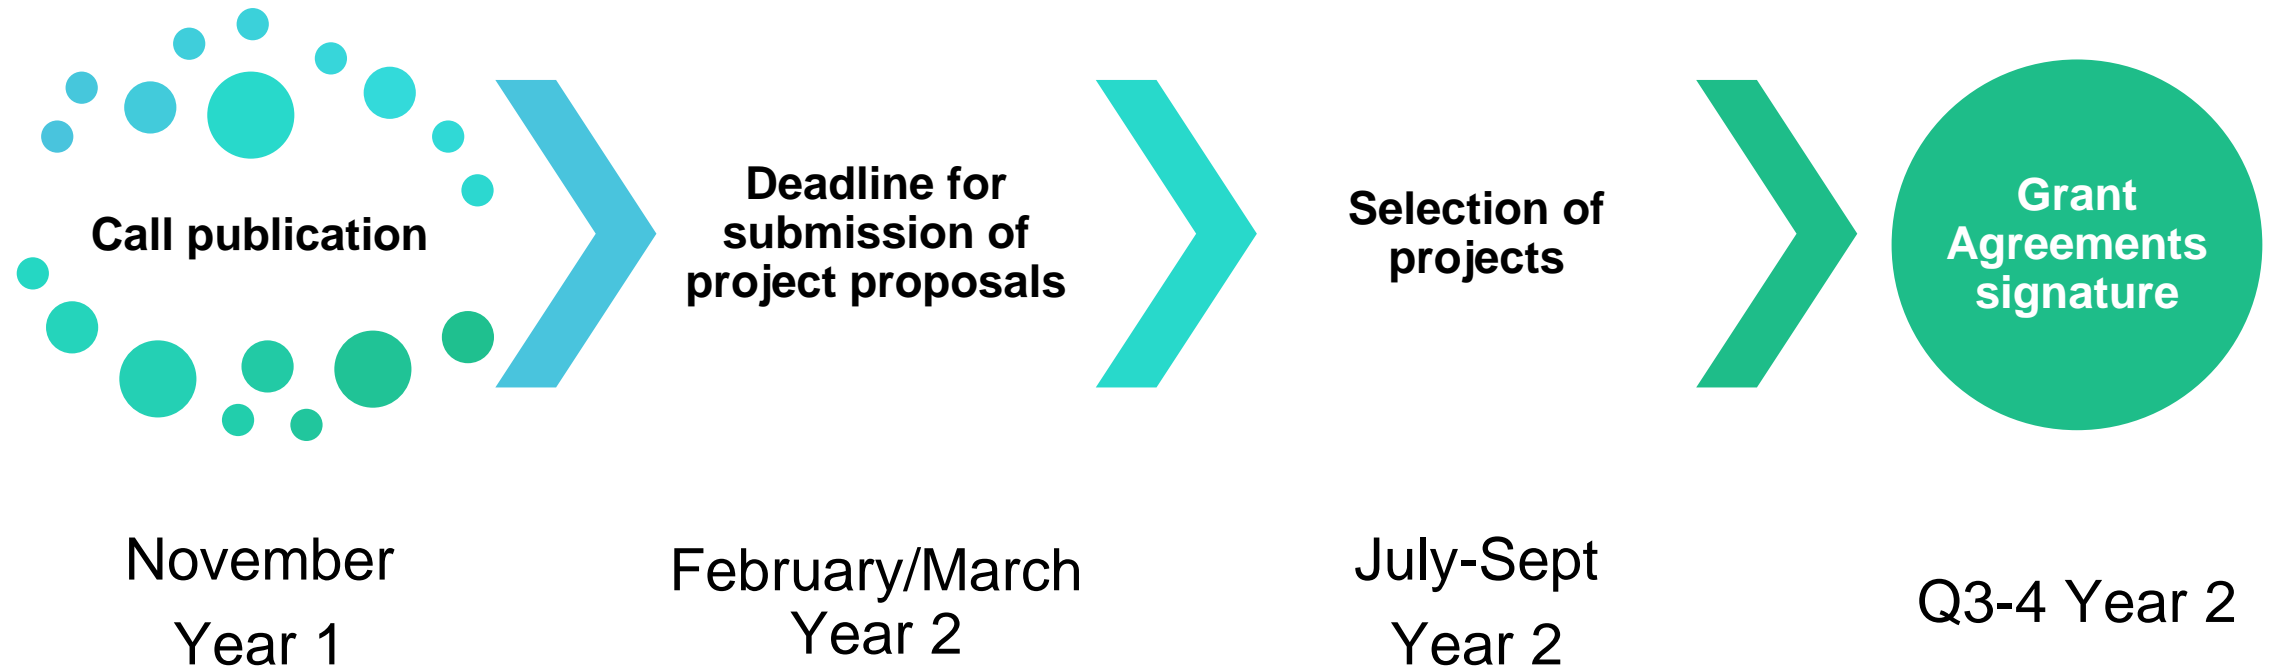 Call publication
Deadline for
submission of
project proposals
Selection of
projects
Grant
Agreements
signature
November
Year 1
February/March
Year 2
July-Sept
Year 2
Q3-4 Year 2